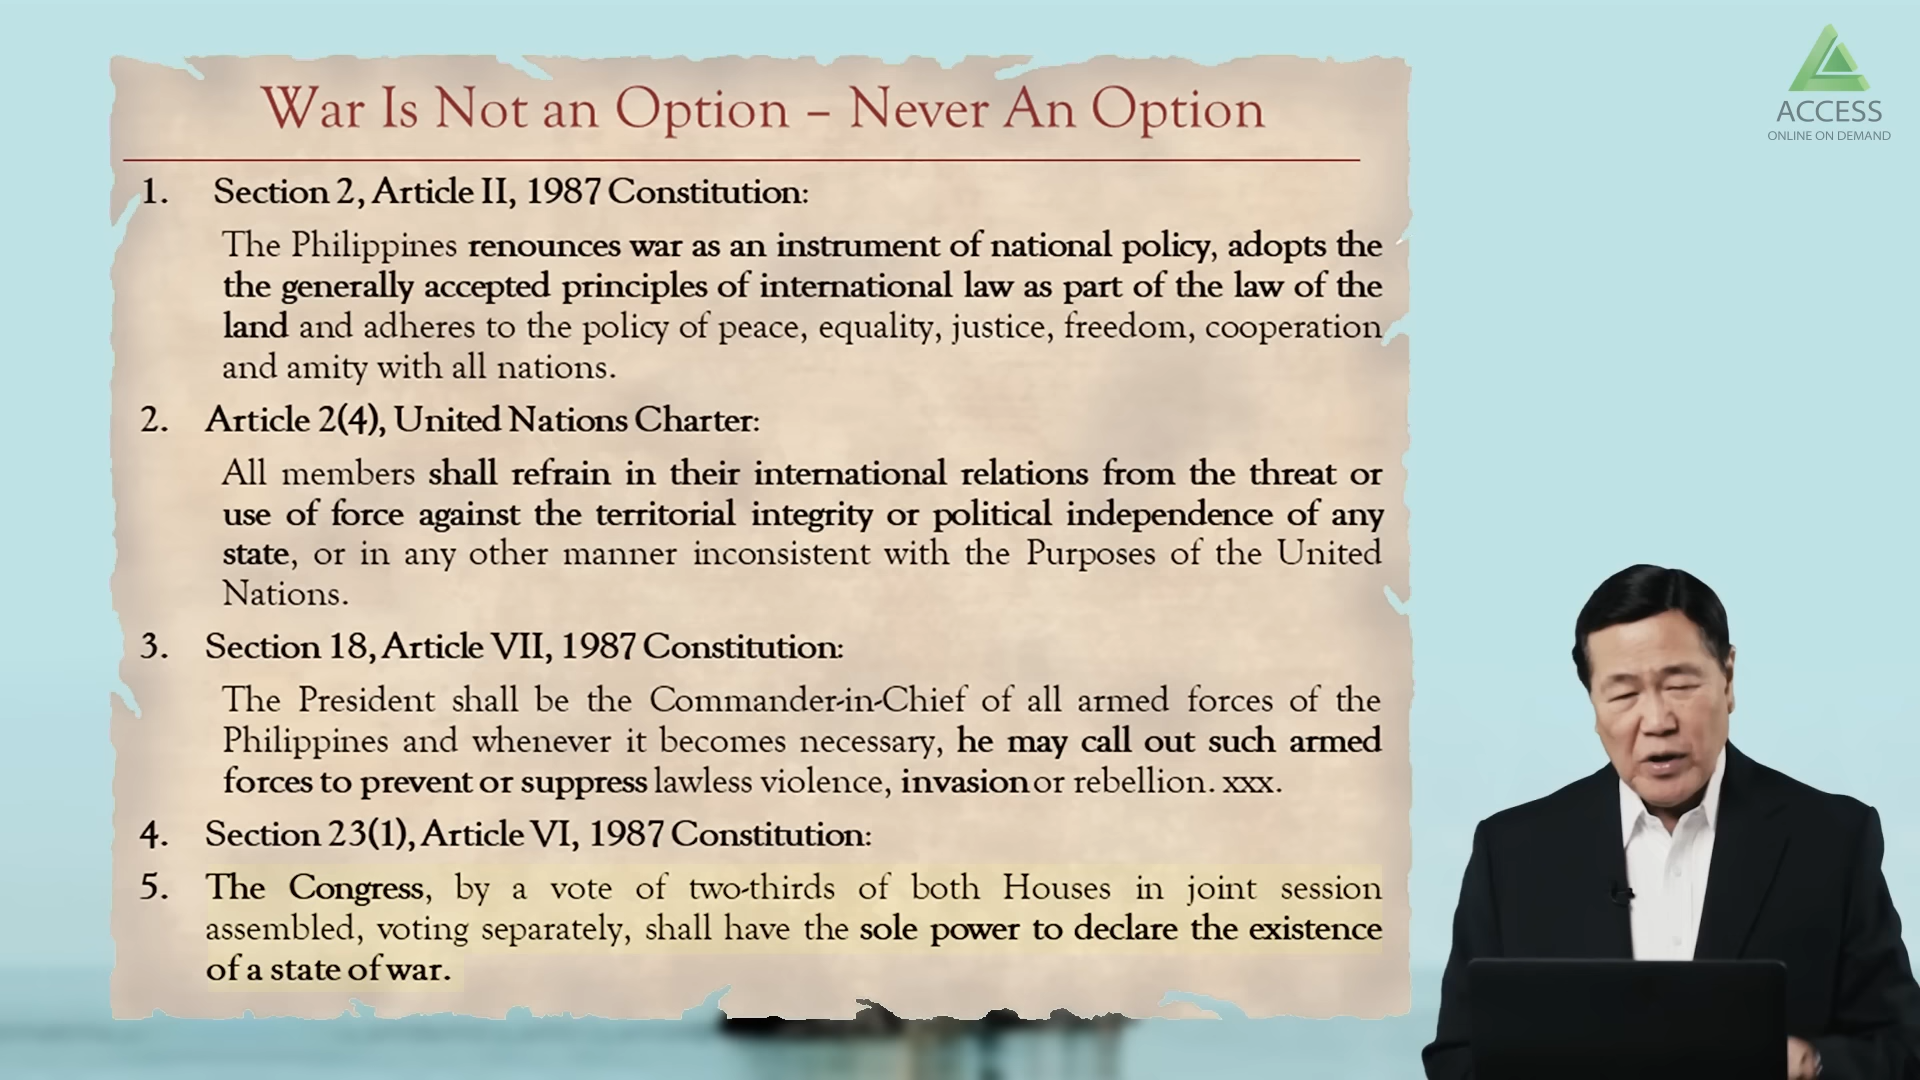 War Is Not an Option – Never An Option
1. Section 2, Article II, 1987 Constitution:
The Philippines renounces war as an instrument of national policy, adopts the
the generally accepted principles of international law as part of the law of the
land and adheres to the policy of peace, equality, justice, freedom, cooperation
and amity with all nations.
2. Article 2(4), United Nations Charter:
All members shall refrain in their international relations from the threat or
use of force against the territorial integrity or political independence of any
state, or in any other manner inconsistent with the Purposes of the United
Nations.
3. Section 18, Article VII, 1987 Constitution:
The President shall be the Commander-in-Chief of all armed forces of the
Philippines and whenever it becomes necessary, he may call out such armed
forces to prevent or suppress lawless violence, invasion or rebellion. xxx.
4. Section 23(1), Article VI, 1987 Constitution:
5. The Congress, by a vote of two-thirds of both Houses in joint session
assembled, voting separately, shall have the sole power to declare the existence
of a state of war.
ACCESS
ONLINE ON DEMAND